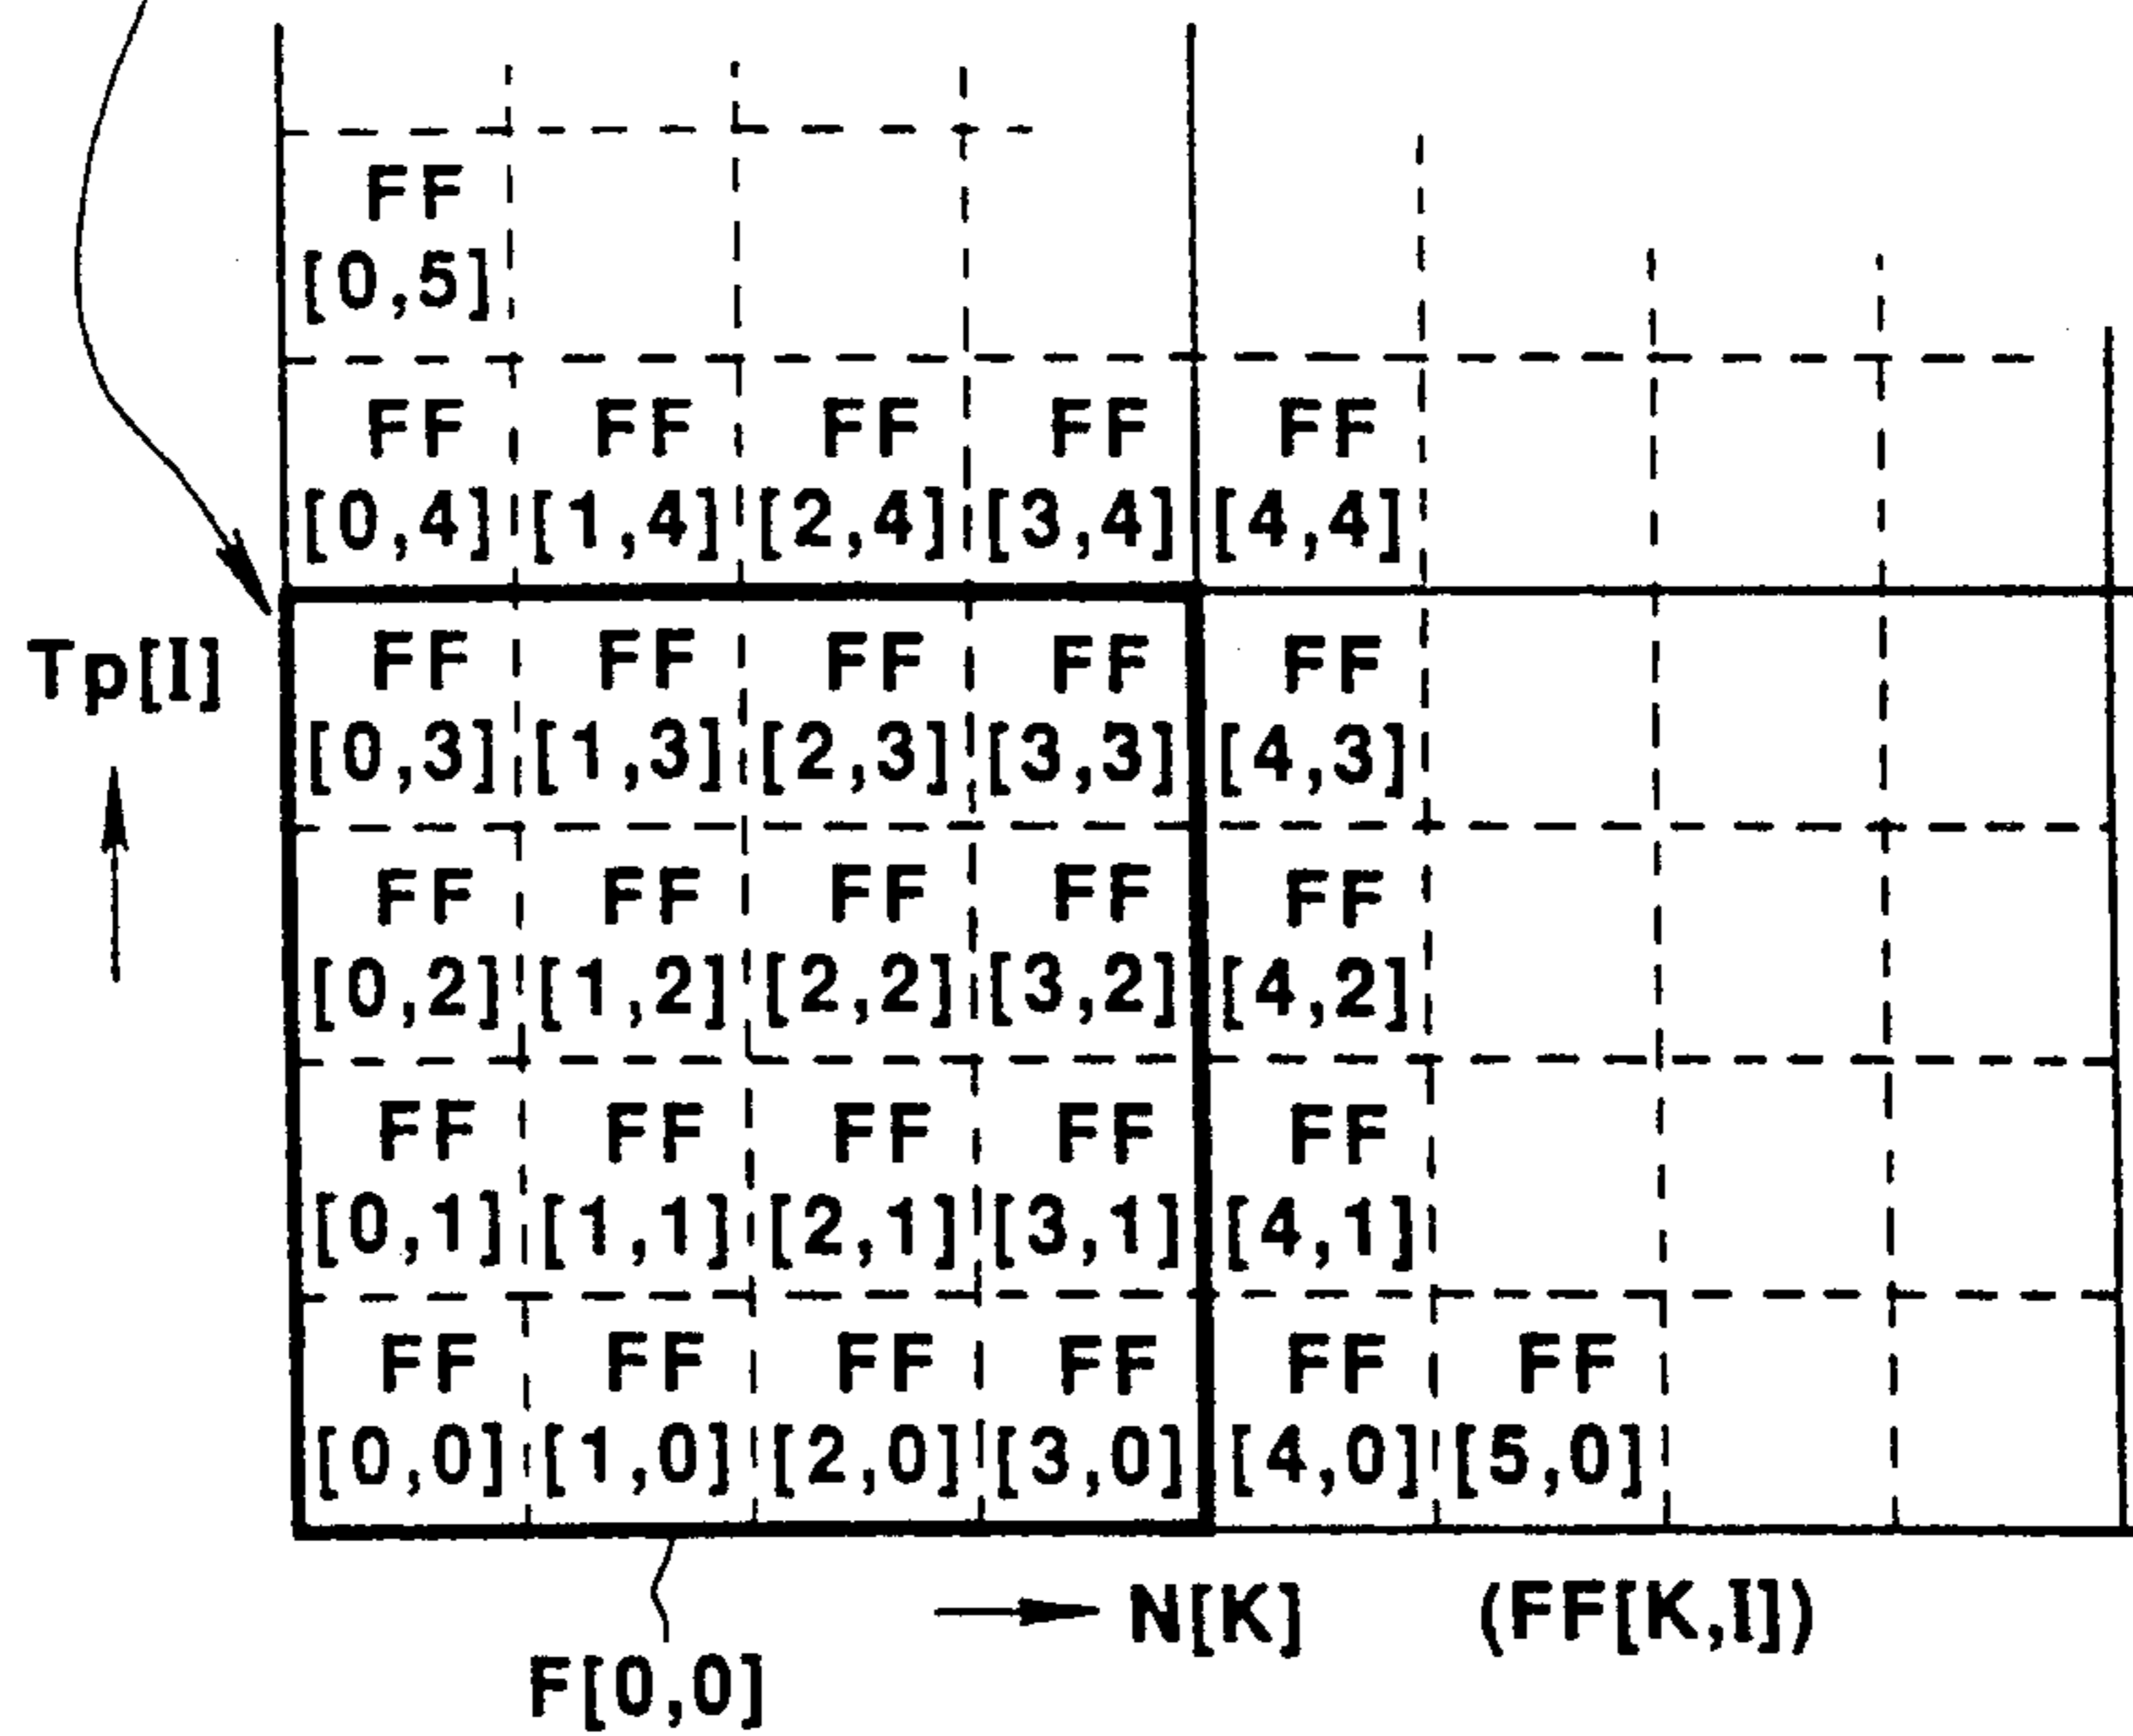 FF
[0,5]
FF FF FF FF FF
[0,4] [1,4] [2,4] [3,4] [4,4]
Tp[I]
FF FF FF FF FF
[0,3] [1,3] [2,3] [3,3] [4,3]
FF FF FF FF FF
[0,2] [1,2] [2,2] [3,2] [4,2]
FF FF FF FF FF
[0,1] [1,1] [2,1] [3,1] [4,1]
FF FF FF FF FF FF
[0,0] [1,0] [2,0] [3,0] [4,0] [5,0]
N[K] (FF[K,I])
F[0,0]